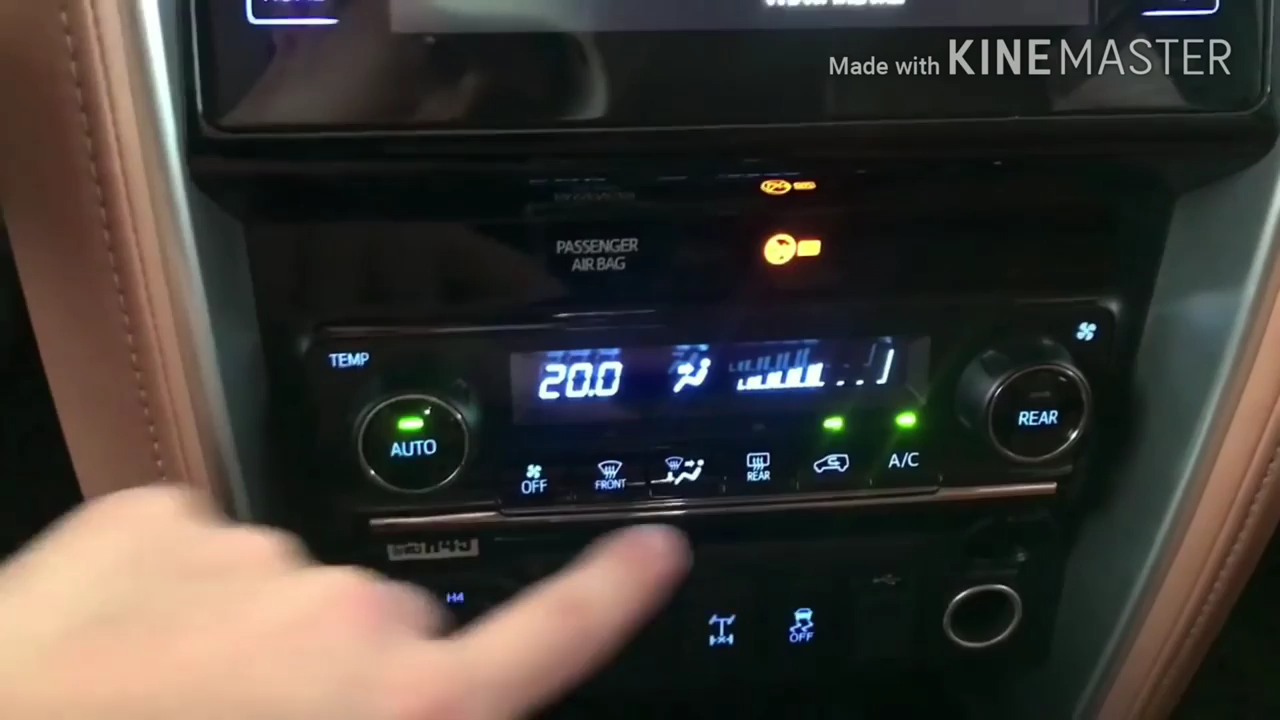 Made with KINEMASTER
PASSENGER
AIR BAG
TEMP
20.0
AUTO
REAR
OFF
FRONT
REAR
A/C
H4
OFF